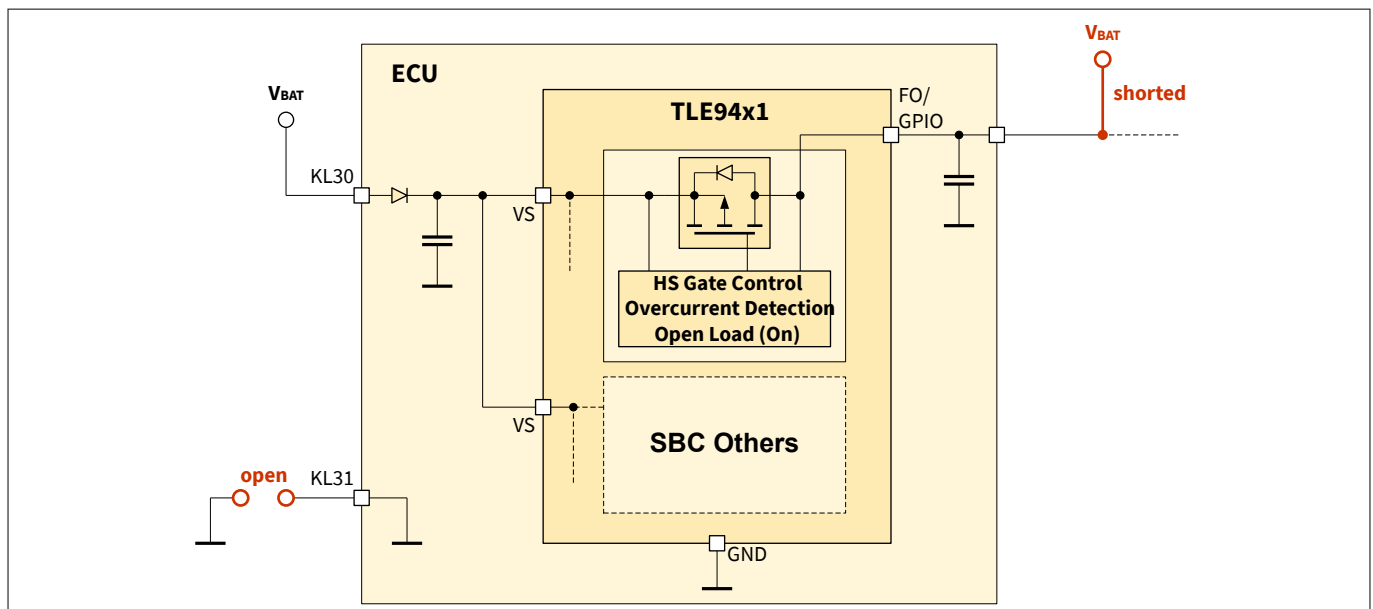 VBAT
ECU
VBAT
shorted
TLE94x1
FO/
GPIO
KL30
VS
HS Gate Control
Overcurrent Detection
Open Load (On)
VS
SBC Others
open
KL31
GND